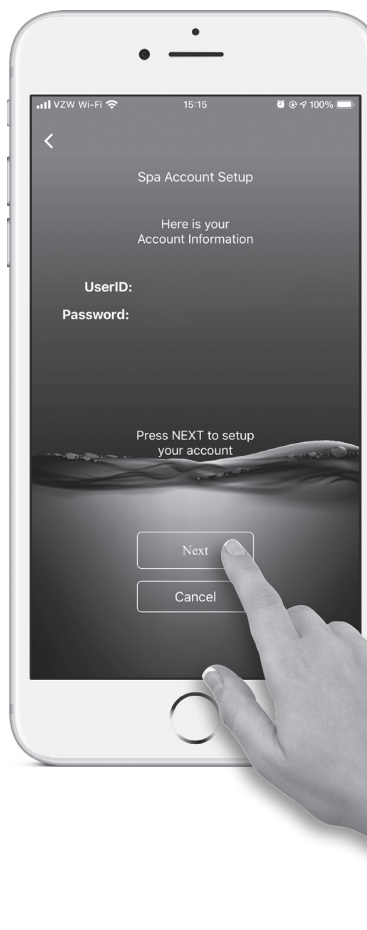 VZW Wi-Fi 15:15 100%
Spa Account Setup
Here is your
Account Information
UserID:
Password:
Press NEXT to setup
your account
Next
Cancel